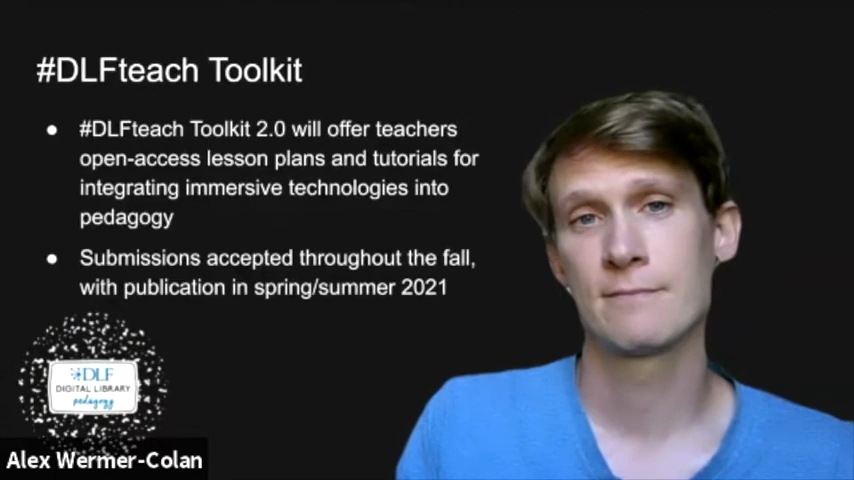 #DLFteach Toolkit
● #DLFteach Toolkit 2.0 will offer teachers
open-access lesson plans and tutorials for
integrating immersive technologies into
pedagogy
● Submissions accepted throughout the fall,
with publication in spring/summer 2021
DLF
DIGITAL LIBRARY
pedagogy
Alex Wermer-Colan